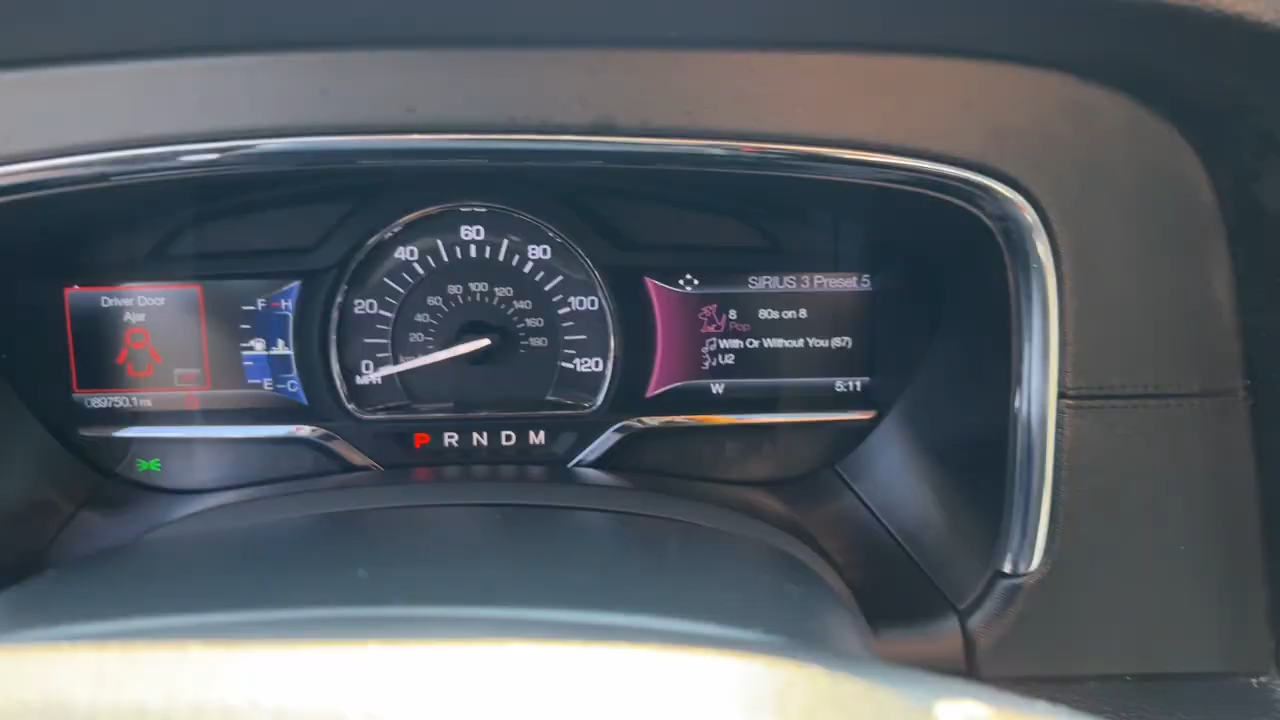 Driver Door
Ajar
089750.1 mi
F H
E C
0 20 40 60 80 100 120
MPH
20 40 60 80 100 120 140 160 180
P R N D M
SIRIUS 3 Preset 5
8 80s on 8
Pop
With Or Without You (87)
U2
W 5:11